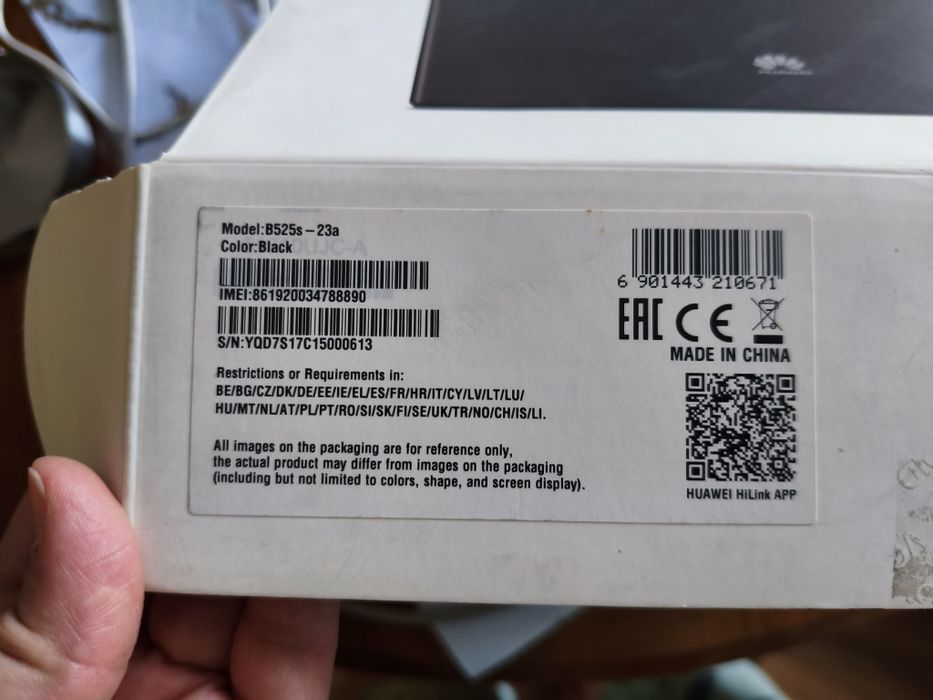 HUAWEI
Model:B525s-23a
Color:Black
IMEI:861920034788890
S/N:YQD7S17C15000613
6 901443 210671
EAC CE
MADE IN CHINA
Restrictions or Requirements in:
BE/BG/CZ/DK/DE/EE/IE/EL/ES/FR/HR/IT/CY/LV/LT/LU/
HU/MT/NL/AT/PL/PT/RO/SI/SK/FI/SE/UK/TR/NO/CH/IS/LI.
All images on the packaging are for reference only,
the actual product may differ from images on the packaging
(including but not limited to colors, shape, and screen display).
HUAWEI HiLink APP